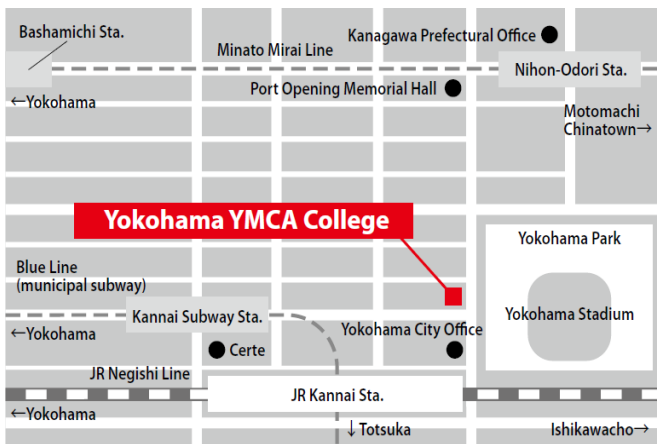 Bashamichi Sta.
Kanagawa Prefectural Office
Minato Mirai Line
Nihon-Odori Sta.
Port Opening Memorial Hall
←Yokohama
Motomachi
Chinatown→
Yokohama YMCA College
Yokohama Park
Blue Line
(municipal subway)
Yokohama Stadium
Kannai Subway Sta.
←Yokohama
Yokohama City Office
Certe
JR Negishi Line
JR Kannai Sta.
←Yokohama
↓Totsuka
Ishikawacho→